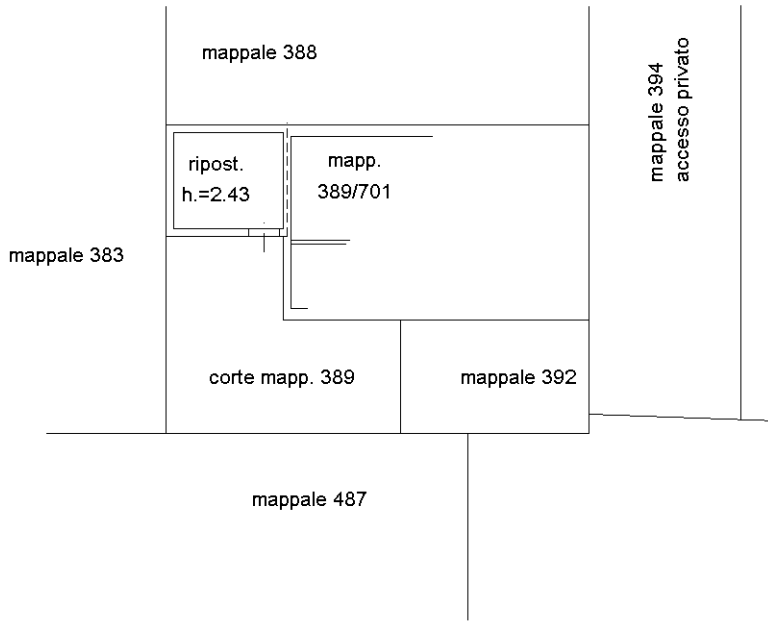 mappale 388
mappale 394
accesso privato
ripost.
h.=2.43
mapp.
389/701
mappale 383
corte mapp. 389
mappale 392
mappale 487